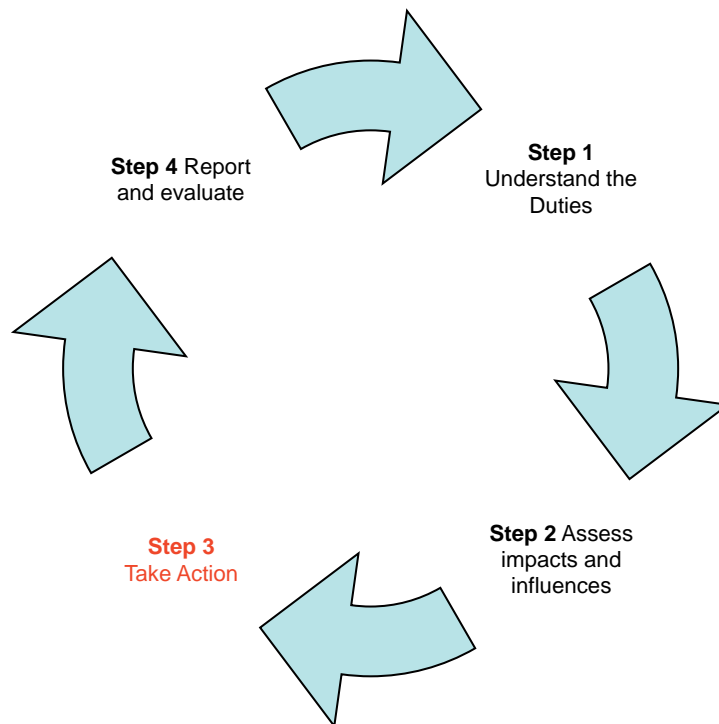 Step 1
Understand the
Duties
Step 2 Assess
impacts and
influences
Step 3
Take Action
Step 4 Report
and evaluate